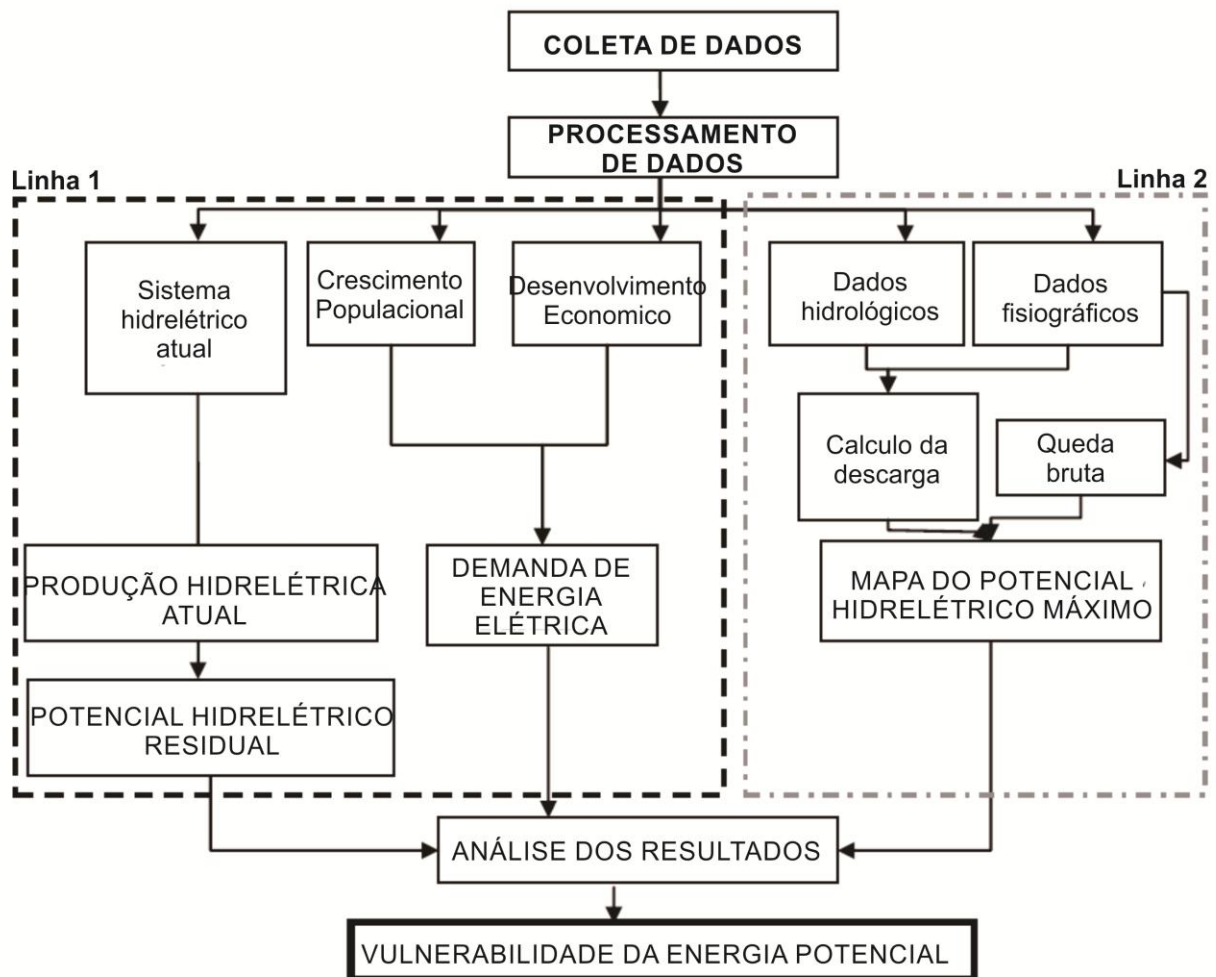 COLETA DE DADOS
PROCESSAMENTO
DE DADOS
Linha 1
Linha 2
Sistema
hidrelétrico
atual
Crescimento
Populacional
Desenvolvimento
Economico
Dados
hidrológicos
Dados
fisiográficos
Calculo da
descarga
Queda
bruta
PRODUÇÃO HIDRELÉTRICA
ATUAL
DEMANDA DE
ENERGIA
ELÉTRICA
MAPA DO POTENCIAL
HIDRELÉTRICO MÁXIMO
POTENCIAL HIDRELÉTRICO
RESIDUAL
ANÁLISE DOS RESULTADOS
VULNERABILIDADE DA ENERGIA POTENCIAL